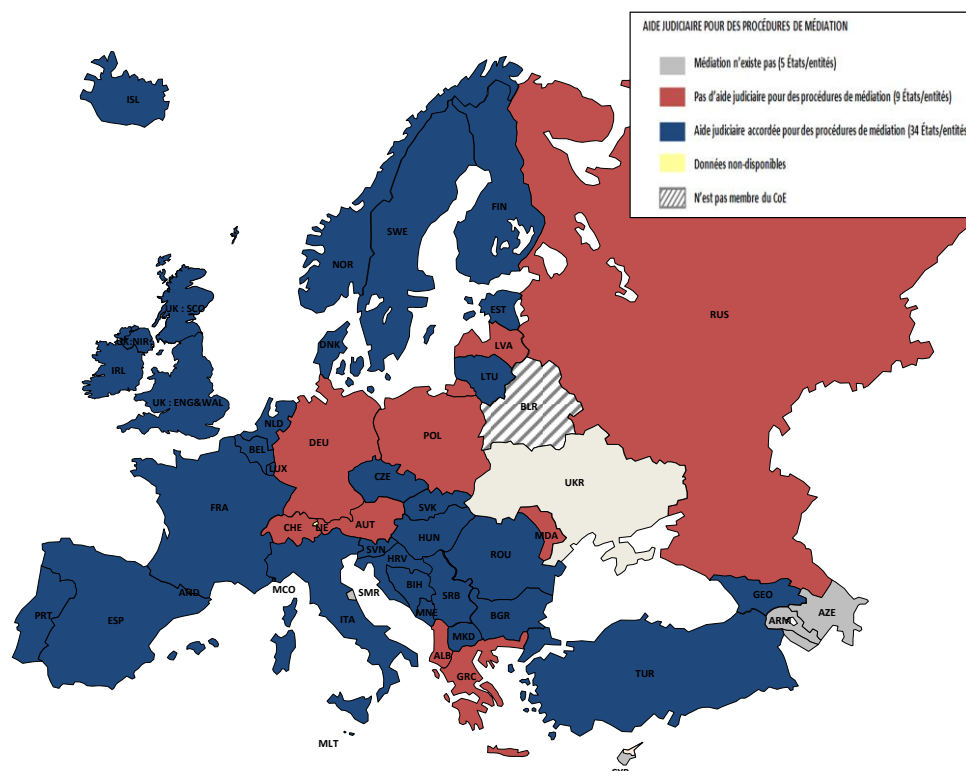 AIDE JUDICIAIRE POUR DES PROCÉDURES DE MÉDIATION
Médiation n'existe pas (5 États/entités)
Pas d'aide judiciaire pour des procédures de médiation (9 États/entités)
Aide judiciaire accordée pour des procédures de médiation (34 États/entités
Données non-disponibles
N'est pas membre du CoE
ISL
FIN
SWE
NOR
UK : SCO
EST
RUS
UK:NIR
DNK
LVA
IRL
LTU
UK : ENG&WAL
BLR
NLD
DEU
POL
BEL
LUX
CZE
UKR
FRA
SVK
CHE
LIE
AUT
MDA
HUN
SVN
ROU
HRV
BIH
MCO
SMR
AND
GEO
SRB
MNE
AZE
PRT
ESP
ITA
BGR
ARM
MKD
ALB
GRC
TUR
MLT